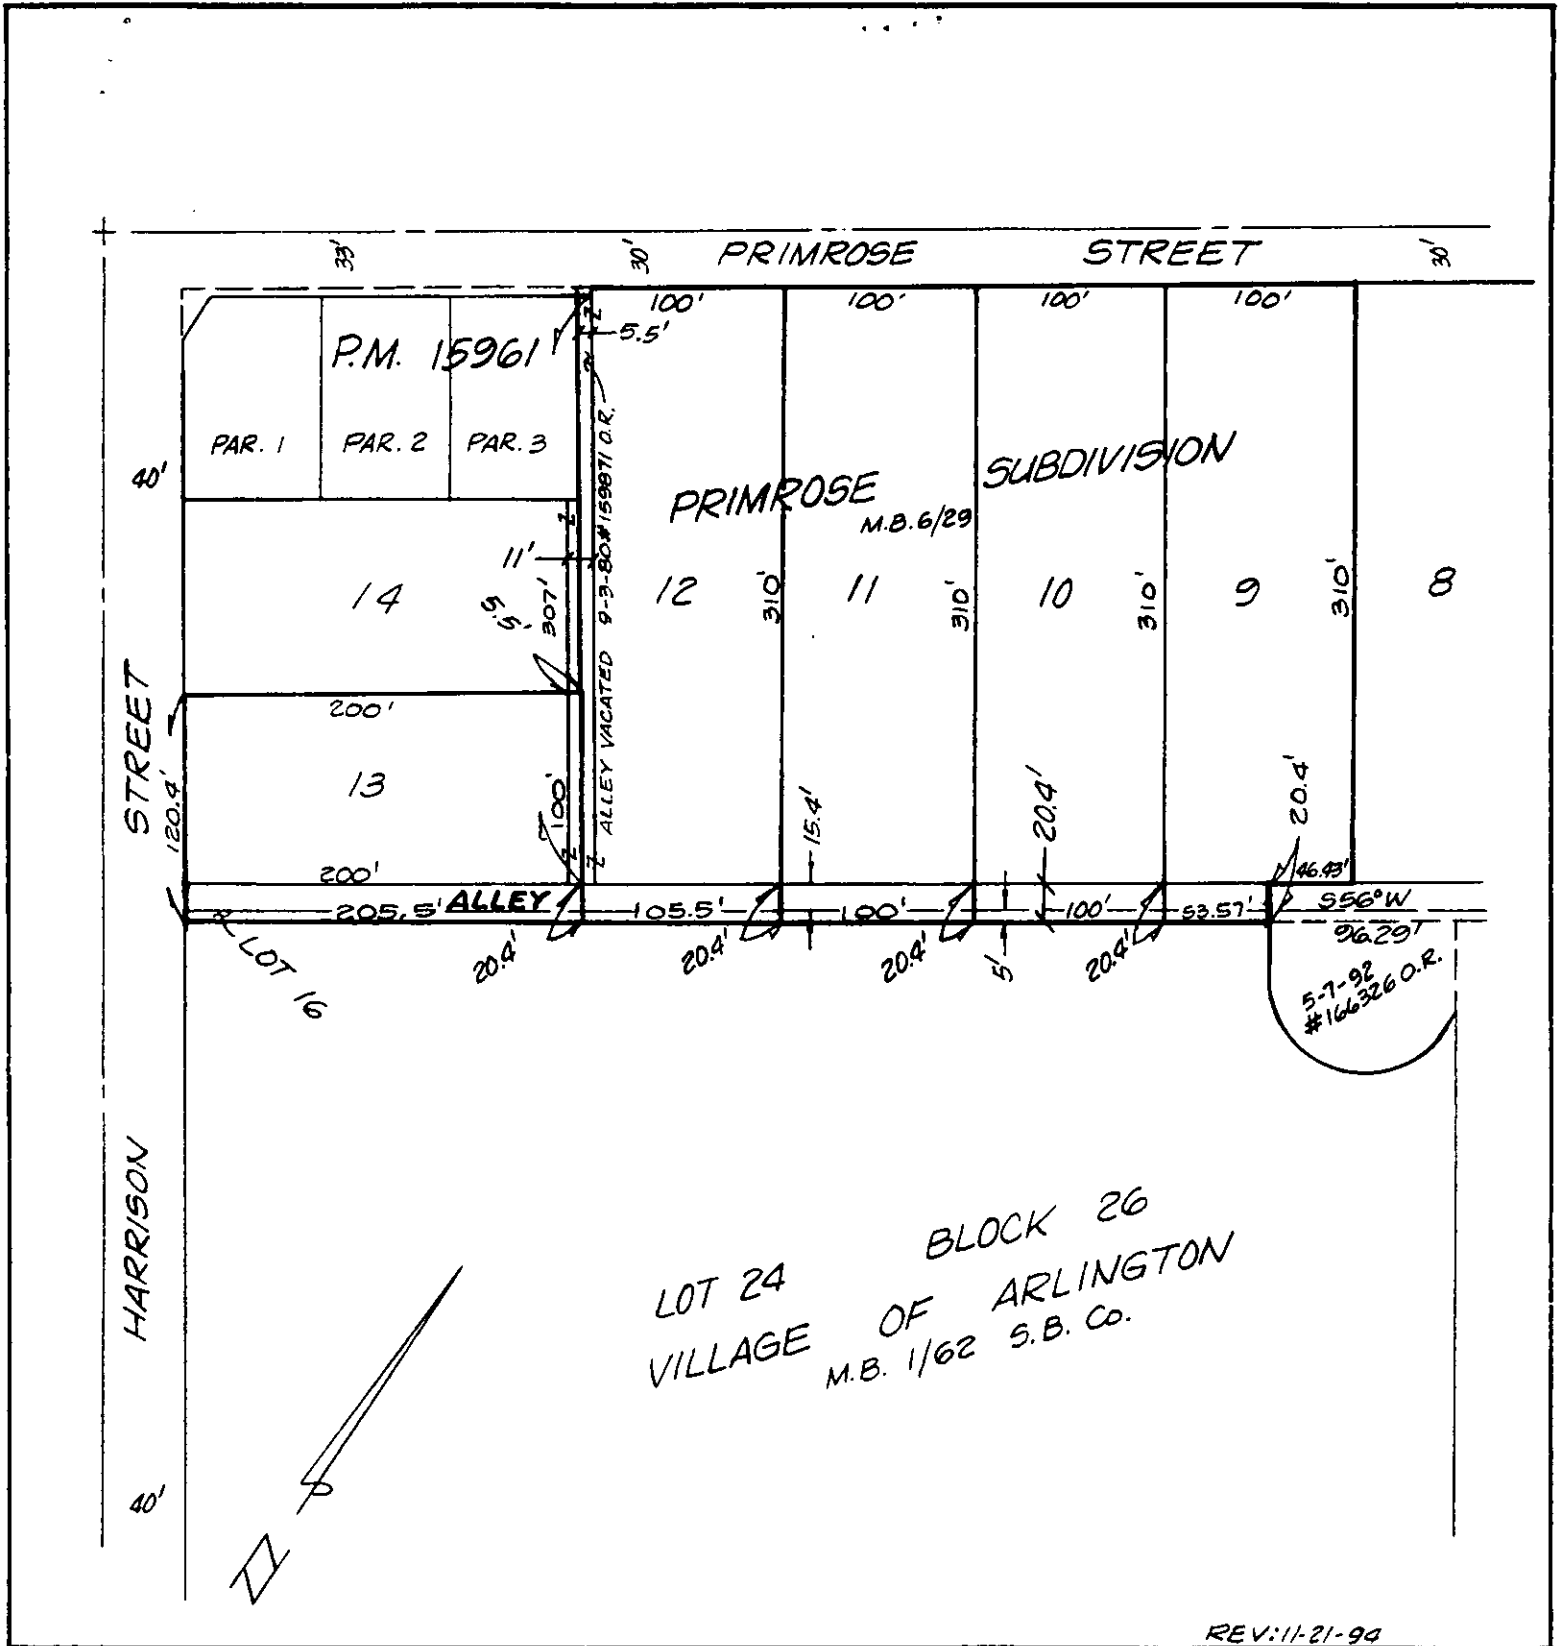 PRIMROSE STREET
33'
30'
30'
100'
100'
100'
100'
5.5'
P.M. 15961
PAR. 1
PAR. 2
PAR. 3
40'
PRIMROSE SUBDIVISION
M.B. 6/29
ALLEY VACATED 9-3-80 #159871 O.R.
11'
5.5'
307'
14
12
310'
11
310'
10
310'
9
310'
8
200'
13
100'
120.4'
HARRISON STREET
15.4'
20.4'
20.4'
200'
46.43'
205.5'
ALLEY
105.5'
100'
100'
53.57'
S56°W
96.29'
LOT 16
20.4'
20.4'
20.4'
5'
20.4'
5-7-92
#166326 O.R.
LOT 24 BLOCK 26
VILLAGE OF ARLINGTON
M.B. 1/62 S.B. Co.
40'
N
REV: 11-21-94